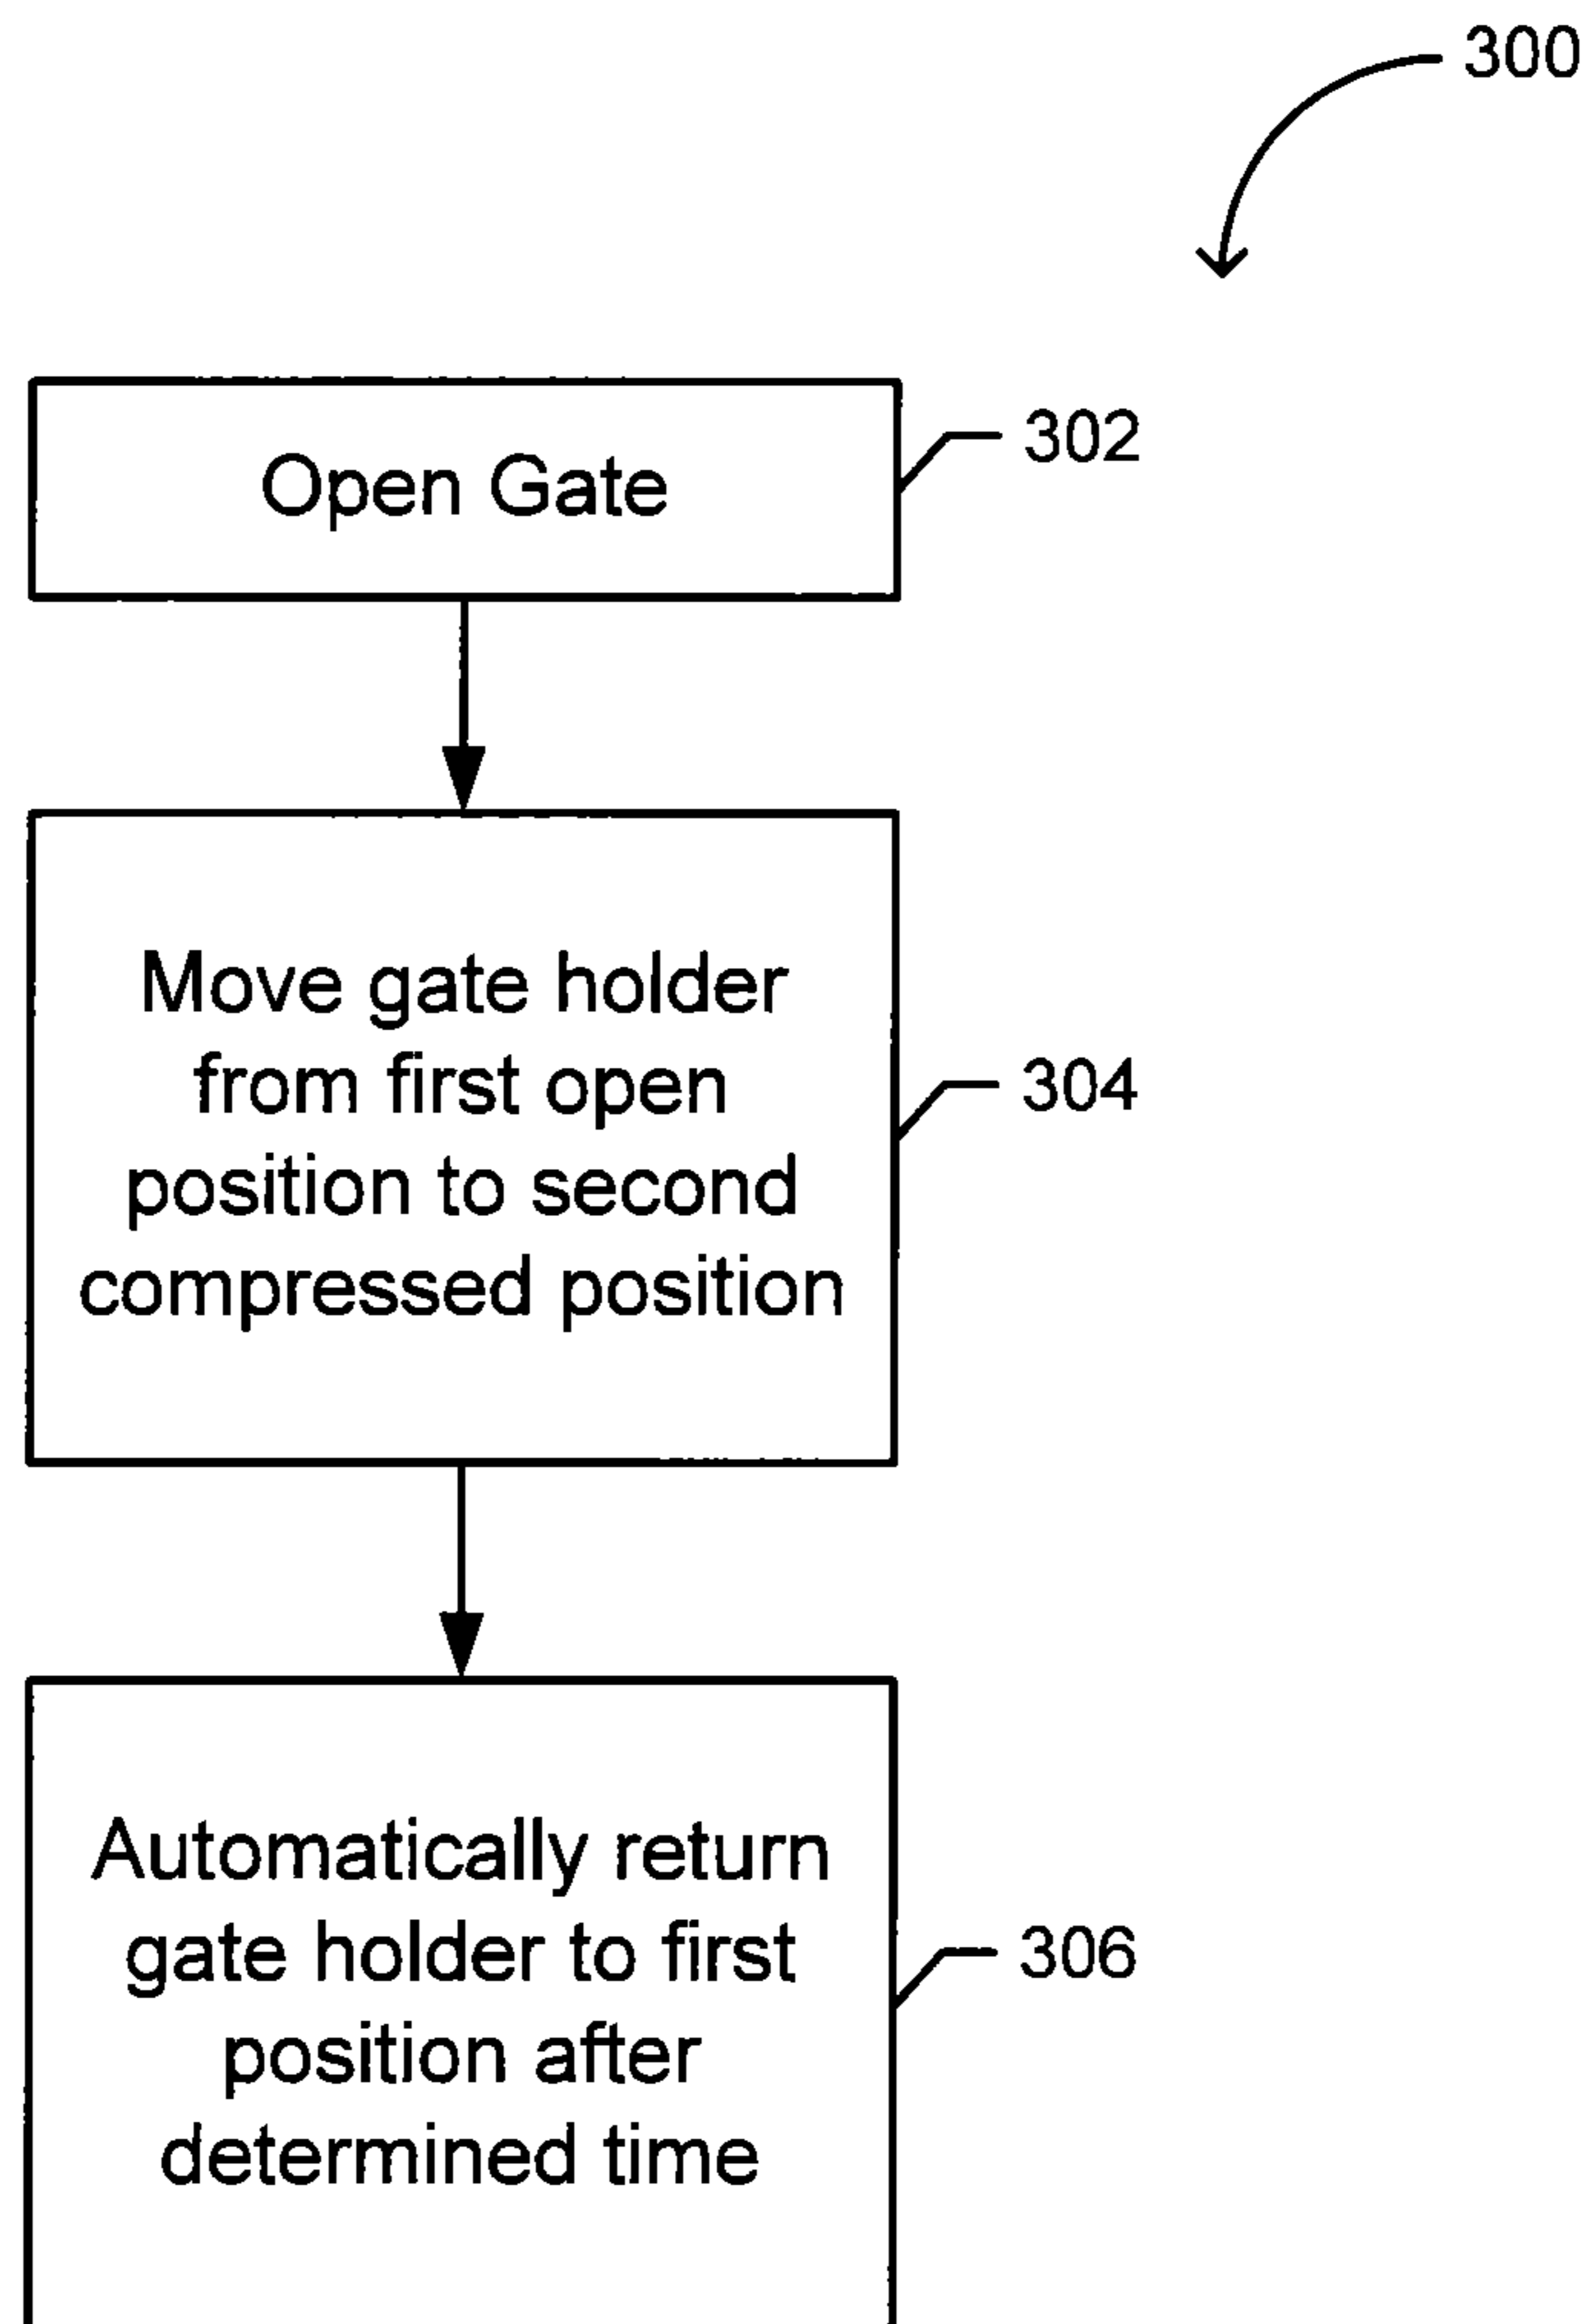 300
Open Gate
302
Move gate holder
from first open
position to second
compressed position
304
Automatically return
gate holder to first
position after
determined time
306